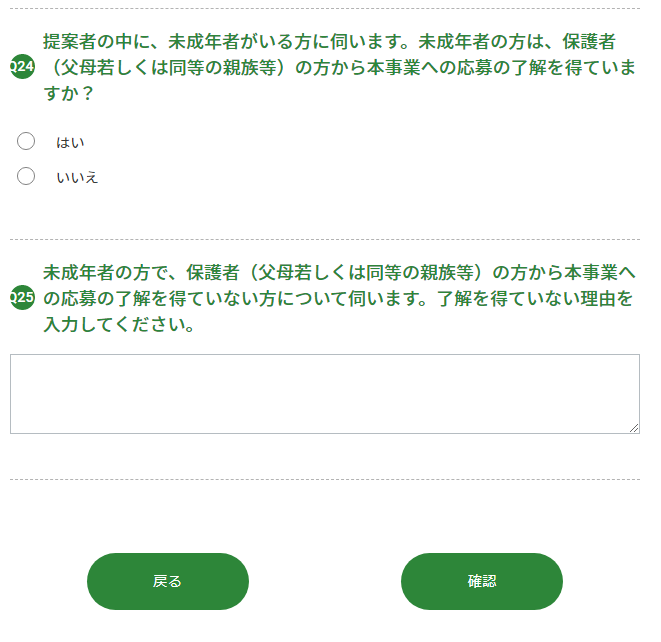 Q24
提案者の中に、未成年者がいる方に伺います。未成年者の方は、保護者
（父母若しくは同等の親族等）の方から本事業への応募の了解を得ていま
すか？
はい
いいえ
Q25
未成年者の方で、保護者（父母若しくは同等の親族等）の方から本事業へ
の応募の了解を得ていない方について伺います。了解を得ていない理由を
入力してください。
戻る
確認